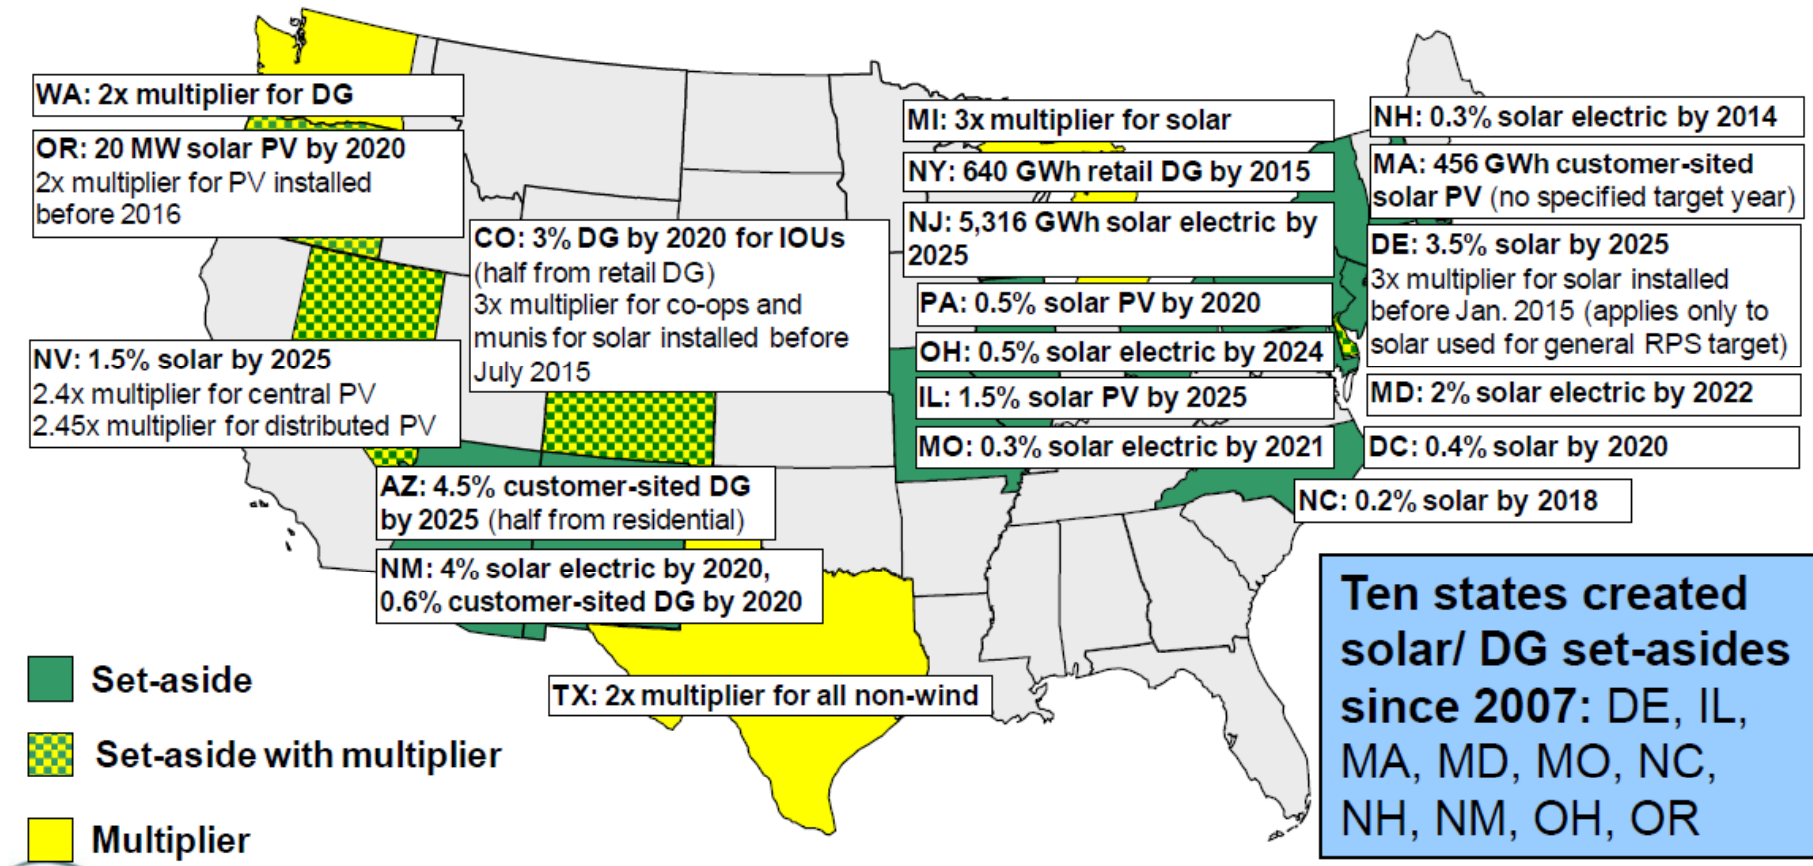 WA: 2x multiplier for DG
OR: 20 MW solar PV by 2020
2x multiplier for PV installed
before 2016
CO: 3% DG by 2020 for IOUs
(half from retail DG)
3x multiplier for co-ops and
munis for solar installed before
July 2015
NV: 1.5% solar by 2025
2.4x multiplier for central PV
2.45x multiplier for distributed PV
AZ: 4.5% customer-sited DG
by 2025 (half from residential)
NM: 4% solar electric by 2020,
0.6% customer-sited DG by 2020
TX: 2x multiplier for all non-wind
MI: 3x multiplier for solar
NY: 640 GWh retail DG by 2015
NJ: 5,316 GWh solar electric by
2025
PA: 0.5% solar PV by 2020
OH: 0.5% solar electric by 2024
IL: 1.5% solar PV by 2025
MO: 0.3% solar electric by 2021
NH: 0.3% solar electric by 2014
MA: 456 GWh customer-sited
solar PV (no specified target year)
DE: 3.5% solar by 2025
3x multiplier for solar installed
before Jan. 2015 (applies only to
solar used for general RPS target)
MD: 2% solar electric by 2022
DC: 0.4% solar by 2020
NC: 0.2% solar by 2018
Set-aside
Set-aside with multiplier
Multiplier
Ten states created
solar/ DG set-asides
since 2007: DE, IL,
MA, MD, MO, NC,
NH, NM, OH, OR